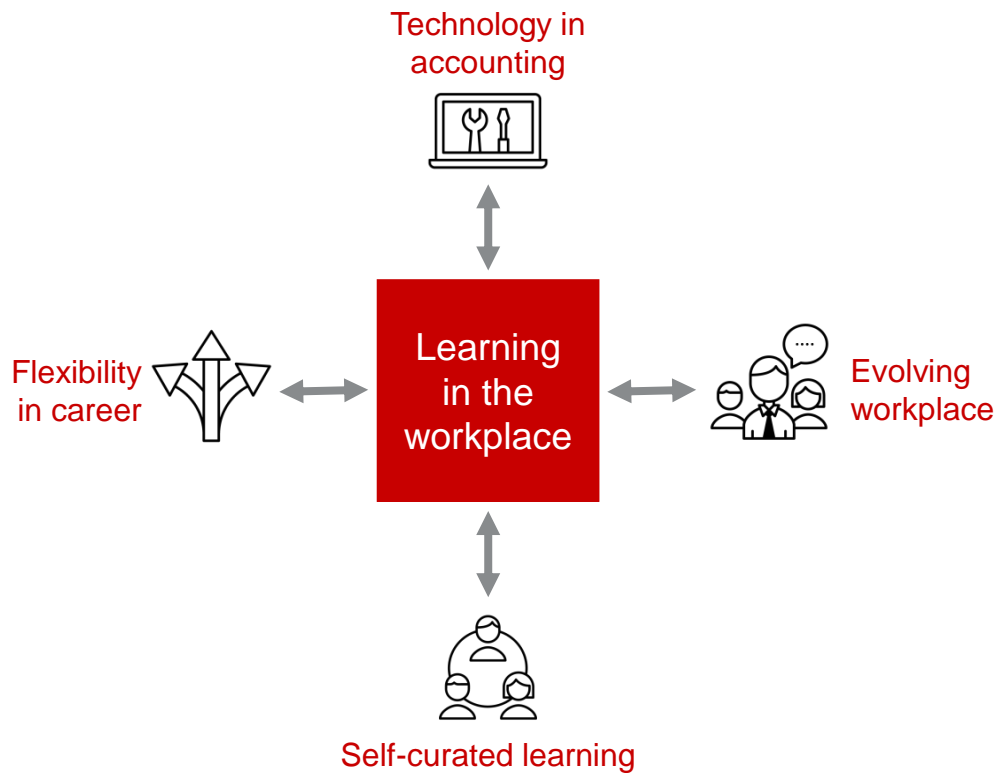 Technology in
accounting
Flexibility
in career
Learning
in the
workplace
....
Evolving
workplace
Self-curated learning